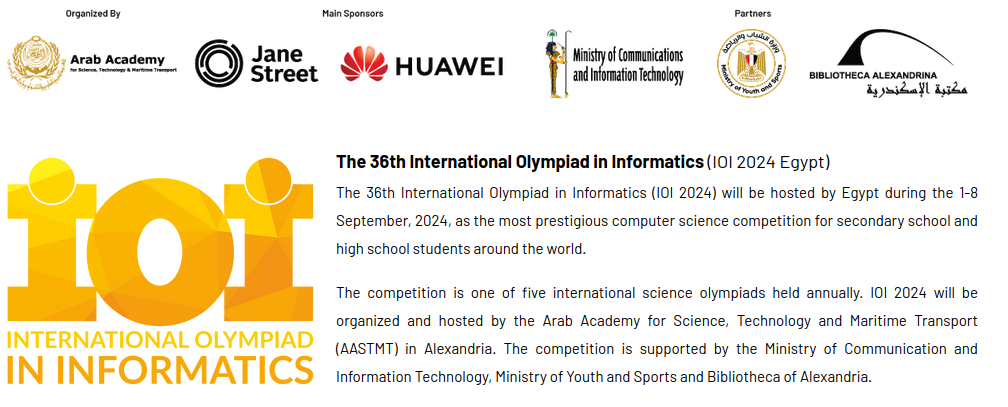 Organized By
Main Sponsors
Partners
Arab Academy
for Science, Technology & Maritime Transport
Jane
Street
HUAWEI
Ministry of Communications
and Information Technology
وزارة الشباب والرياضة
Ministry of Youth and Sports
BIBLIOTHECA ALEXANDRINA
مكتبة الإسكندرية
The 36th International Olympiad in Informatics (IOI 2024 Egypt)
The 36th International Olympiad in Informatics (IOI 2024) will be hosted by Egypt during the 1-8
September, 2024, as the most prestigious computer science competition for secondary school and
high school students around the world.
The competition is one of five international science olympiads held annually. IOI 2024 will be
organized and hosted by the Arab Academy for Science, Technology and Maritime Transport
(AASTMT) in Alexandria. The competition is supported by the Ministry of Communication and
Information Technology, Ministry of Youth and Sports and Bibliotheca of Alexandria.
IOI
INTERNATIONAL OLYMPIAD
IN INFORMATICS